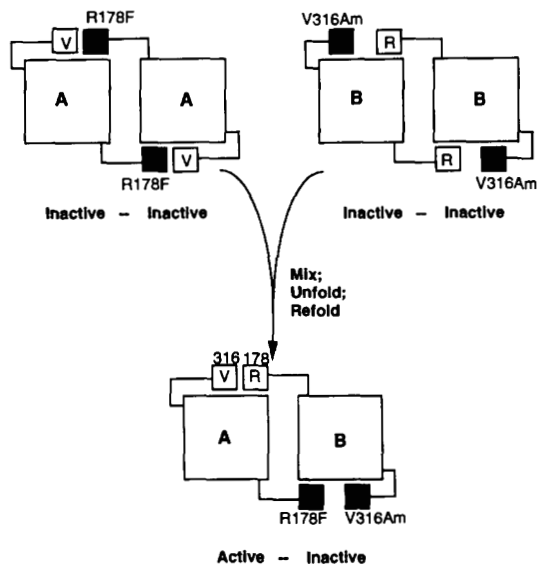 R178F
V
A
A
V
R178F
Inactive -- Inactive
V316Am
R
B
B
R
V316Am
Inactive -- Inactive
Mix;
Unfold;
Refold
316 178
V
R
A
B
R178F
V316Am
Active -- Inactive